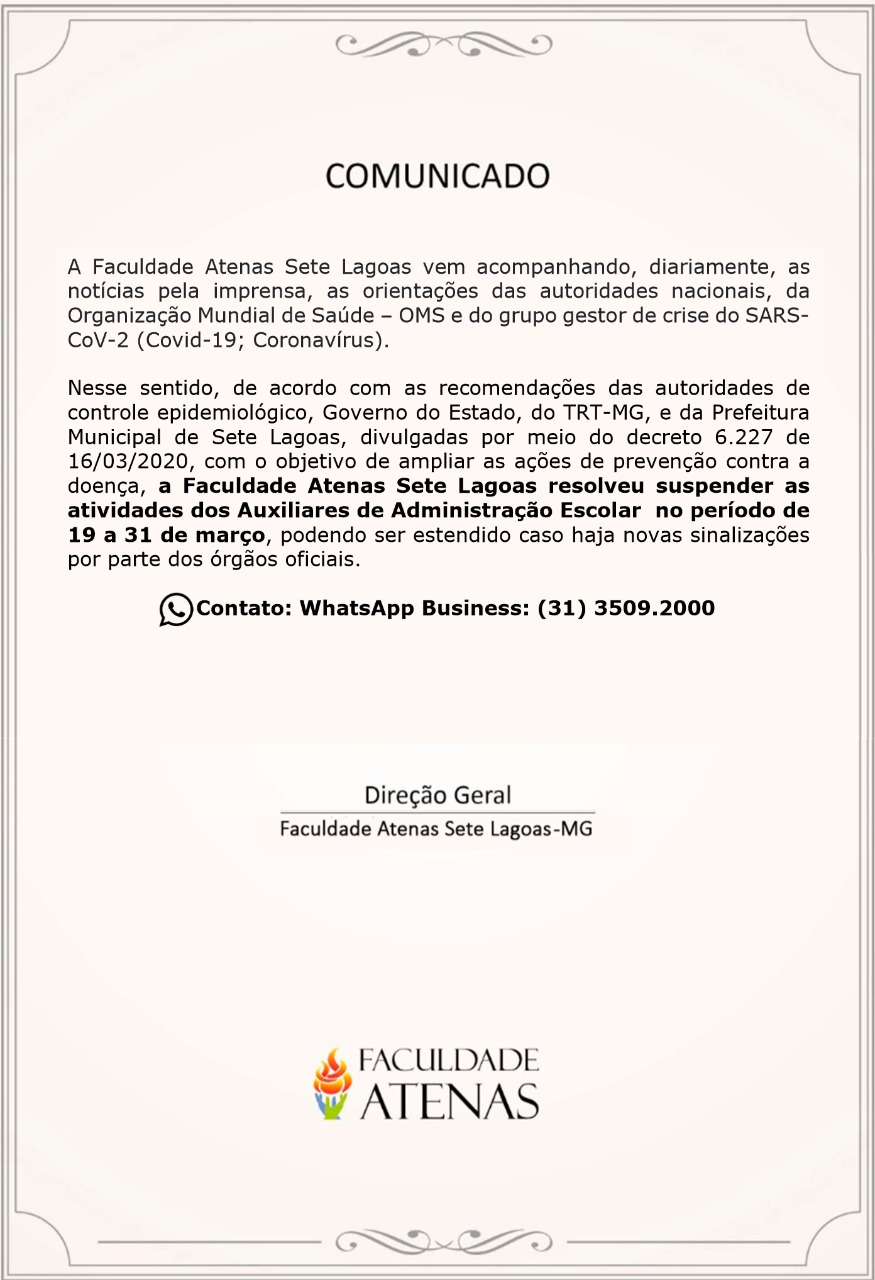 COMUNICADO
A Faculdade Atenas Sete Lagoas vem acompanhando, diariamente, as
notícias pela imprensa, as orientações das autoridades nacionais, da
Organização Mundial de Saúde – OMS e do grupo gestor de crise do SARS-
CoV-2 (Covid-19; Coronavírus).
Nesse sentido, de acordo com as recomendações das autoridades de
controle epidemiológico, Governo do Estado, do TRT-MG, e da Prefeitura
Municipal de Sete Lagoas, divulgadas por meio do decreto 6.227 de
16/03/2020, com o objetivo de ampliar as ações de prevenção contra a
doença, a Faculdade Atenas Sete Lagoas resolveu suspender as
atividades dos Auxiliares de Administração Escolar no período de
19 a 31 de março, podendo ser estendido caso haja novas sinalizações
por parte dos órgãos oficiais.
Contato: WhatsApp Business: (31) 3509.2000
Direção Geral
Faculdade Atenas Sete Lagoas-MG
FACULDADE
ATENAS